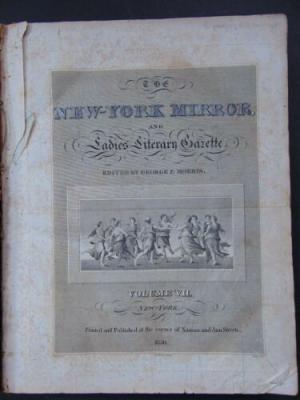 THE
NEW-YORK MIRROR,
AND
Ladies' Literary Gazette
EDITED BY GEORGE P. MORRIS.
VOLUME VII.
NEW-YORK.
Printed and Published at the corner of Nassau and Ann Streets,
1830.